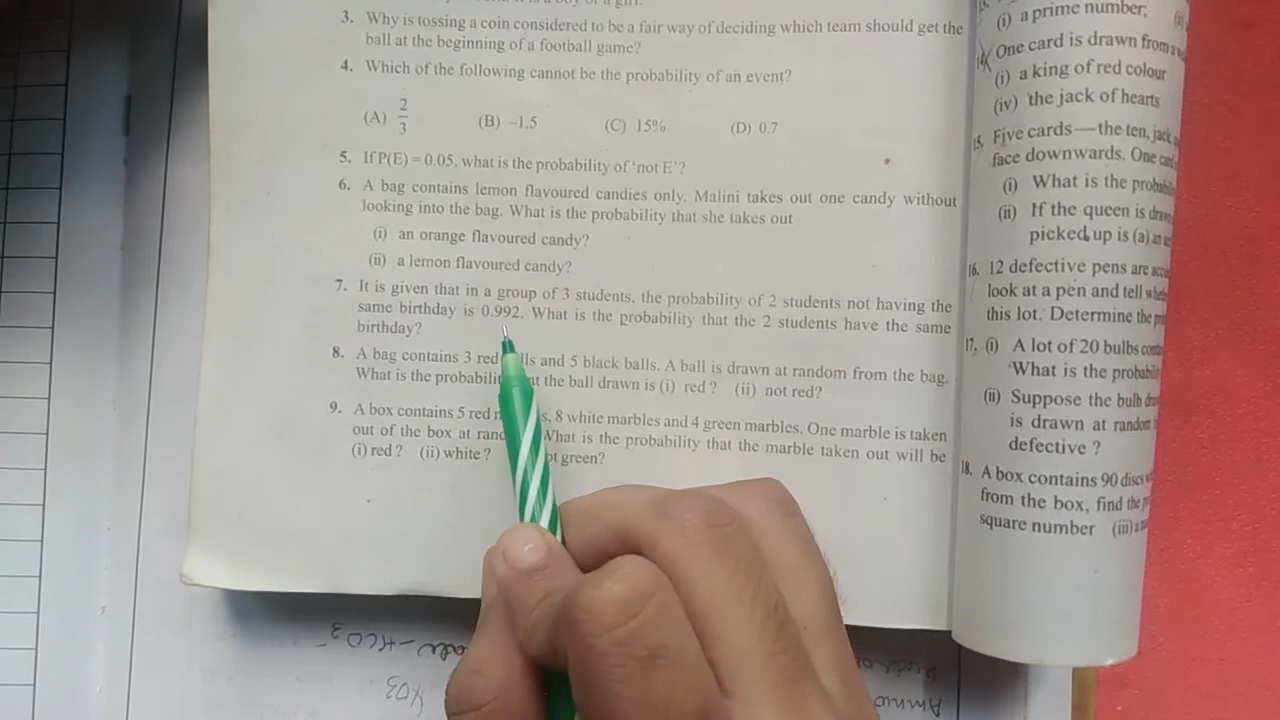 3. Why is tossing a coin considered to be a fair way of deciding which team should get the
ball at the beginning of a football game?
4. Which of the following cannot be the probability of an event?
(A) 2/3 (B) –1.5 (C) 15% (D) 0.7
5. If P(E) = 0.05, what is the probability of ‘not E’?
6. A bag contains lemon flavoured candies only. Malini takes out one candy without
looking into the bag. What is the probability that she takes out
(i) an orange flavoured candy?
(ii) a lemon flavoured candy?
7. It is given that in a group of 3 students, the probability of 2 students not having the
same birthday is 0.992. What is the probability that the 2 students have the same
birthday?
8. A bag contains 3 red lls and 5 black balls. A ball is drawn at random from the bag.
What is the the ball drawn is (i) red ? (ii) not red?
9. A box contains 5 red 8 white marbles and 4 green marbles. One marble is taken
out of the box at What is the probability that the marble taken out will be
(i) red ? (ii) white ? green?
(i) a prime number;
14. One card is drawn from a
(i) a king of red colour
(iv) the jack of hearts
15. Five cards—the ten, jack,
face downwards. One
(i) What is the
(ii) If the queen is
picked up is (a) an
16. 12 defective pens are
look at a pen and tell
this lot. Determine the
17. (i) A lot of 20 bulbs
What is the
(ii) Suppose the bulb
is drawn at random
defective ?
18. A box contains 90 discs
from the box, find the
square number (iii)